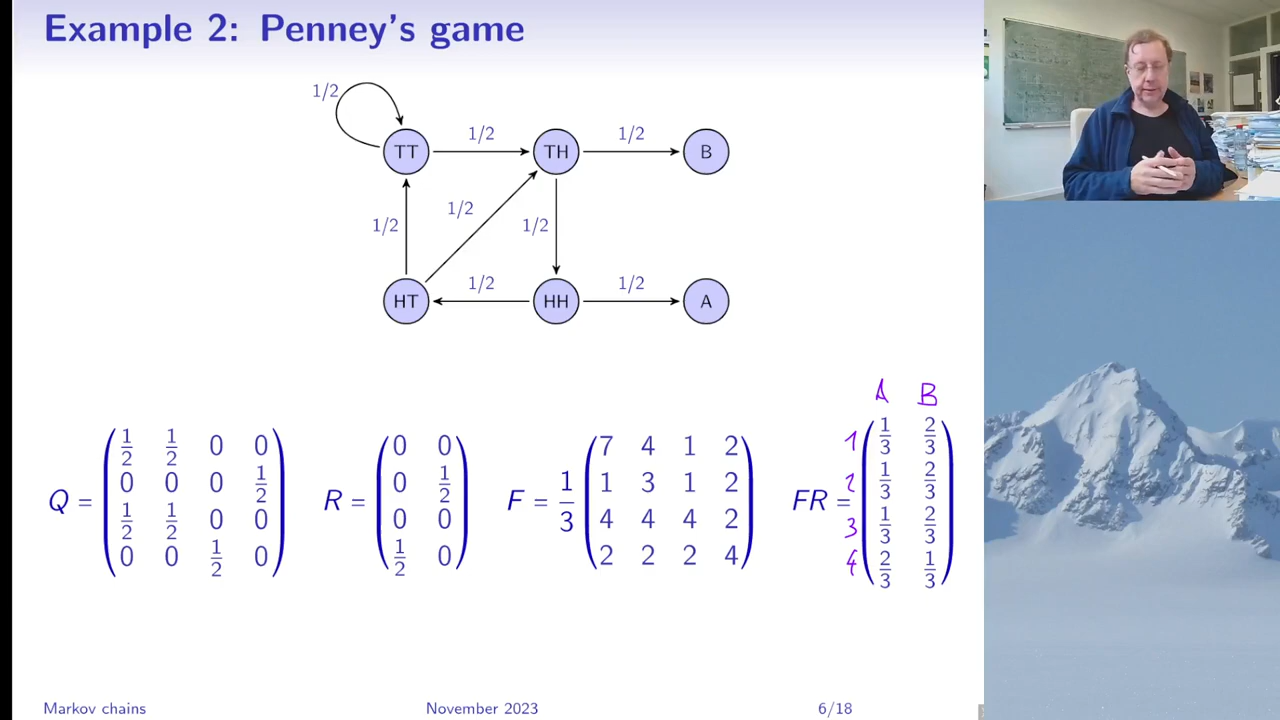 Example 2: Penney's game
1/2
TT 1/2 TH 1/2 B
1/2 1/2 1/2
HT 1/2 HH 1/2 A
A B
Q = (1/2 1/2 0 0
0 0 0 1/2
1/2 1/2 0 0
0 0 1/2 0)
R = (0 0
0 1/2
0 0
1/2 0)
F = 1/3 (7 4 1 2
1 3 1 2
4 4 4 2
2 2 2 4)
FR = (1 1/3 2/3
2 1/3 2/3
3 1/3 2/3
4 2/3 1/3)
Markov chains November 2023 6/18